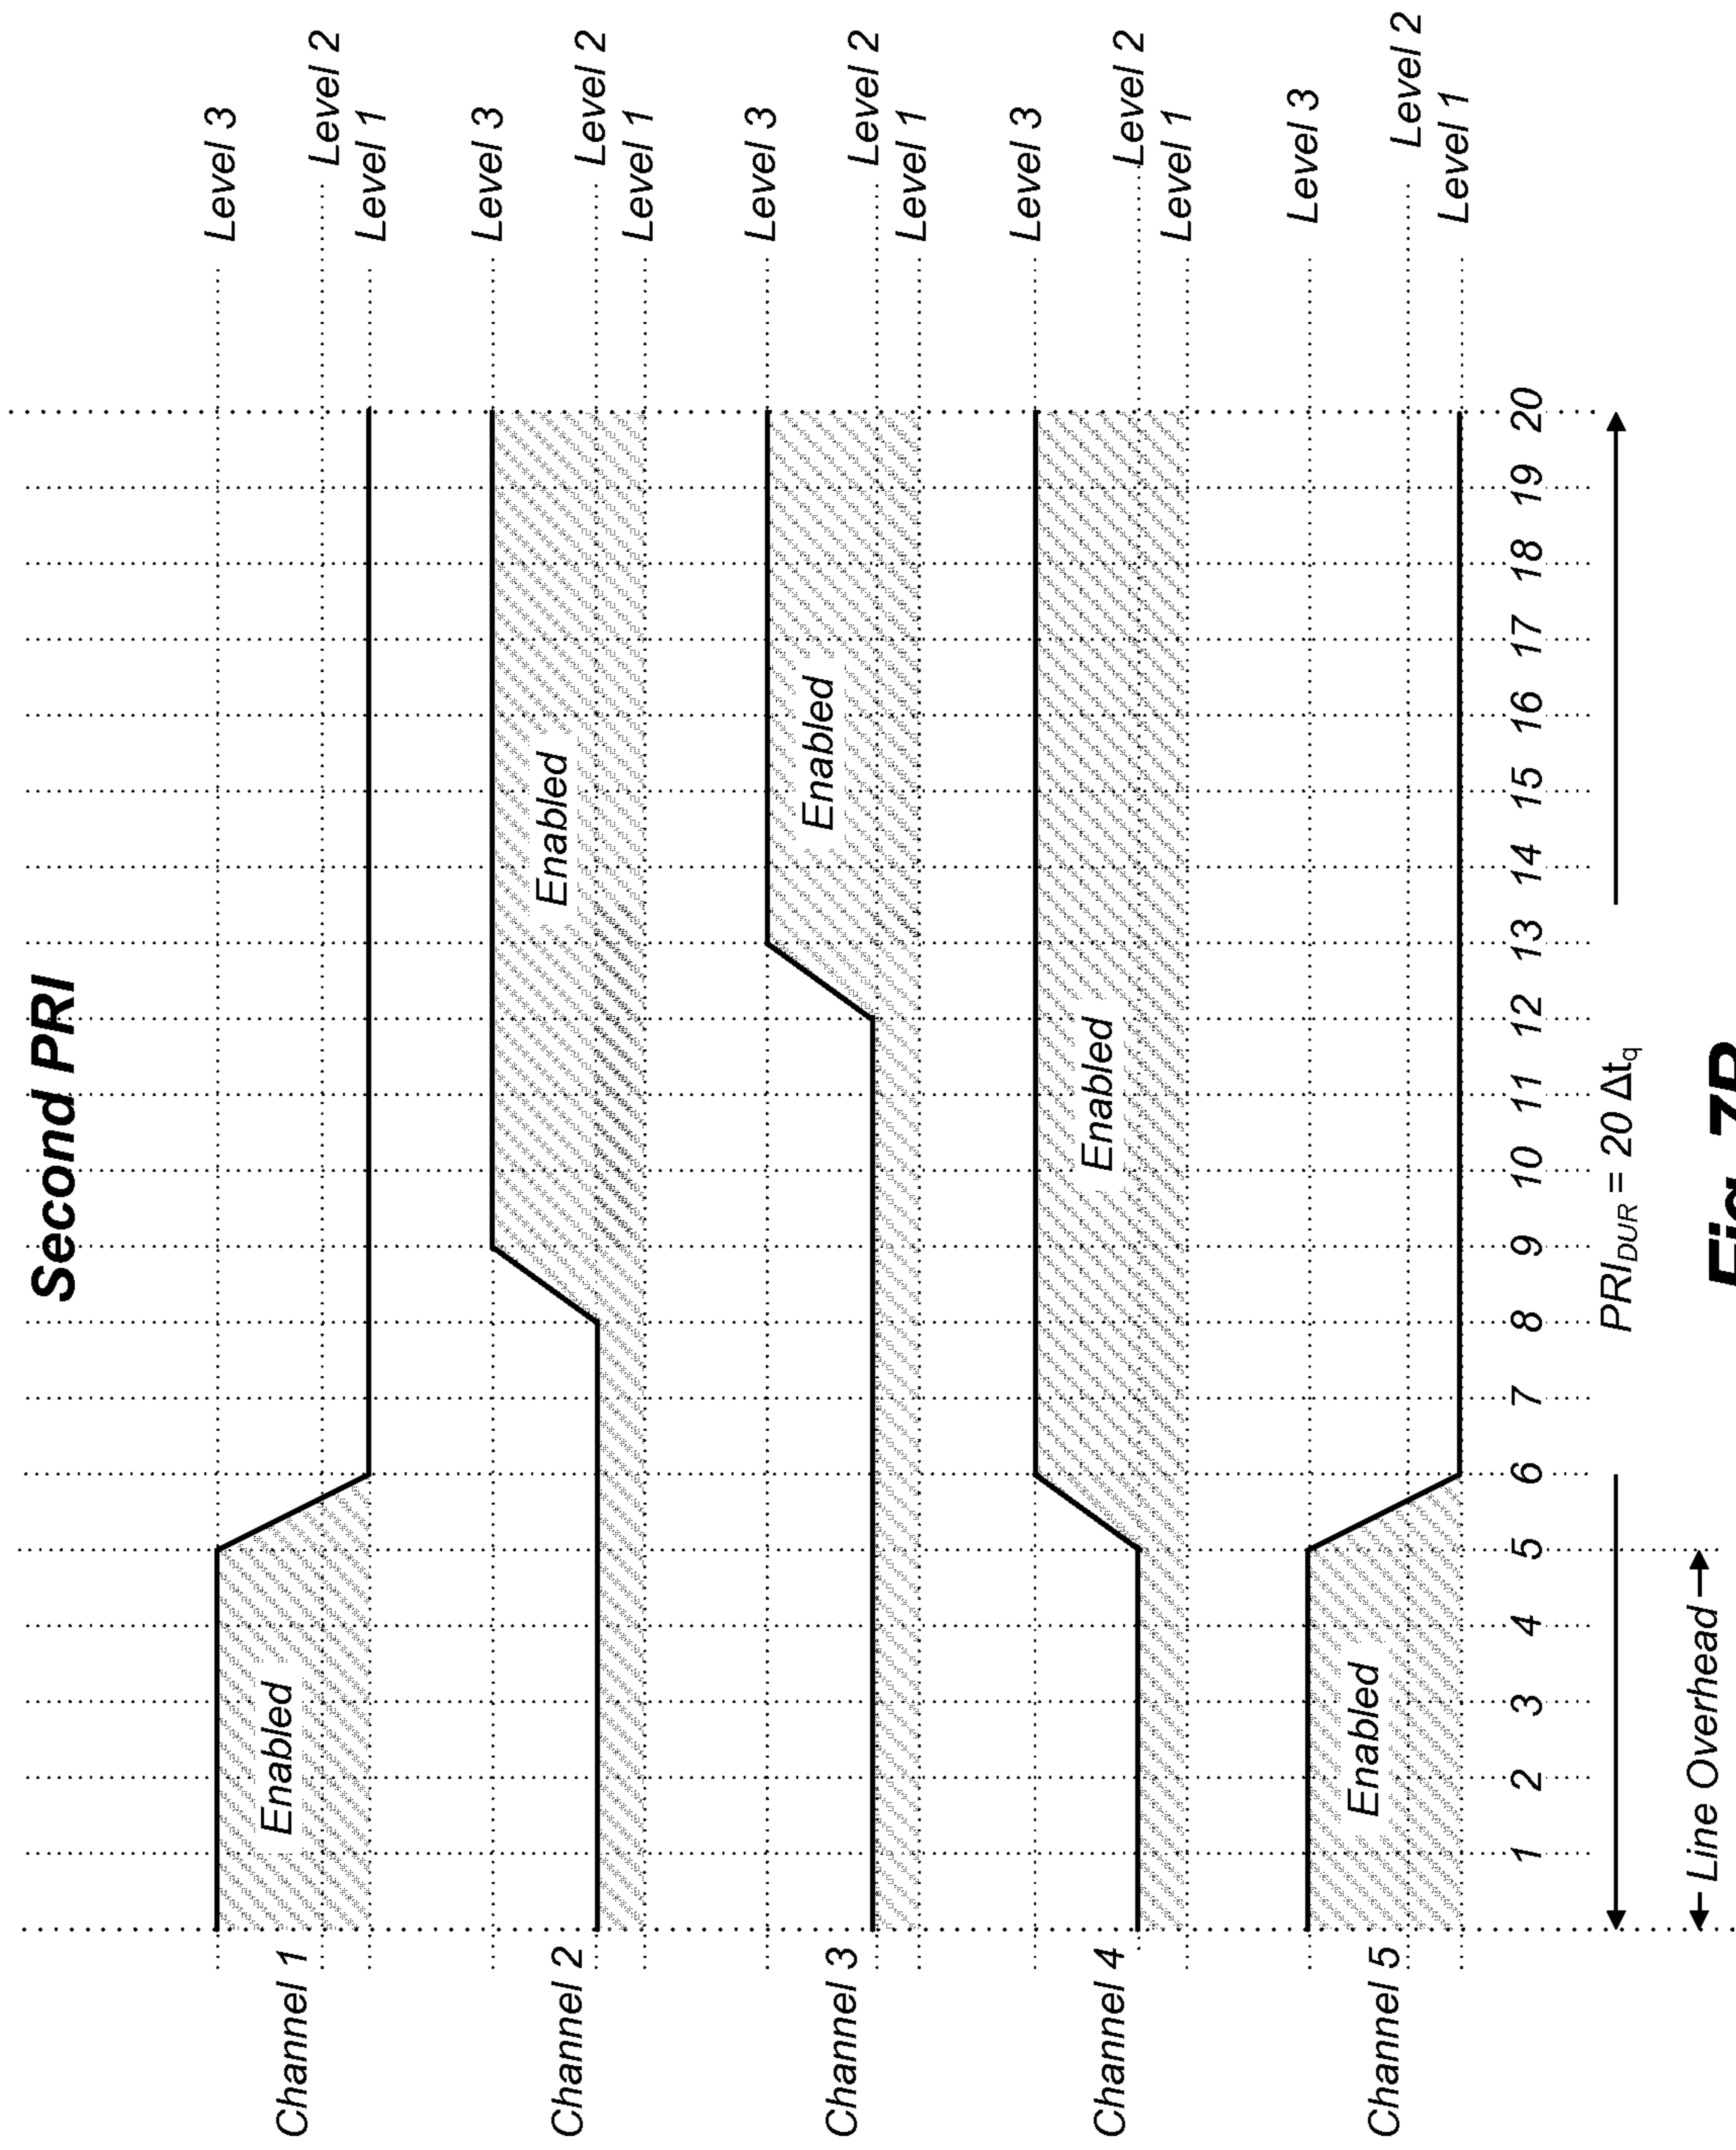 Second PRI
Level 3
Channel 1
Enabled
Level 2
Level 1
Level 3
Channel 2
Enabled
Level 2
Level 1
Level 3
Channel 3
Enabled
Level 2
Level 1
Level 3
Channel 4
Enabled
Level 2
Level 1
Level 3
Channel 5
Enabled
Level 2
Level 1
1 2 3 4 5 6 7 8 9 10 11 12 13 14 15 16 17 18 19 20
PRI_DUR = 20 Δt_q
Line Overhead